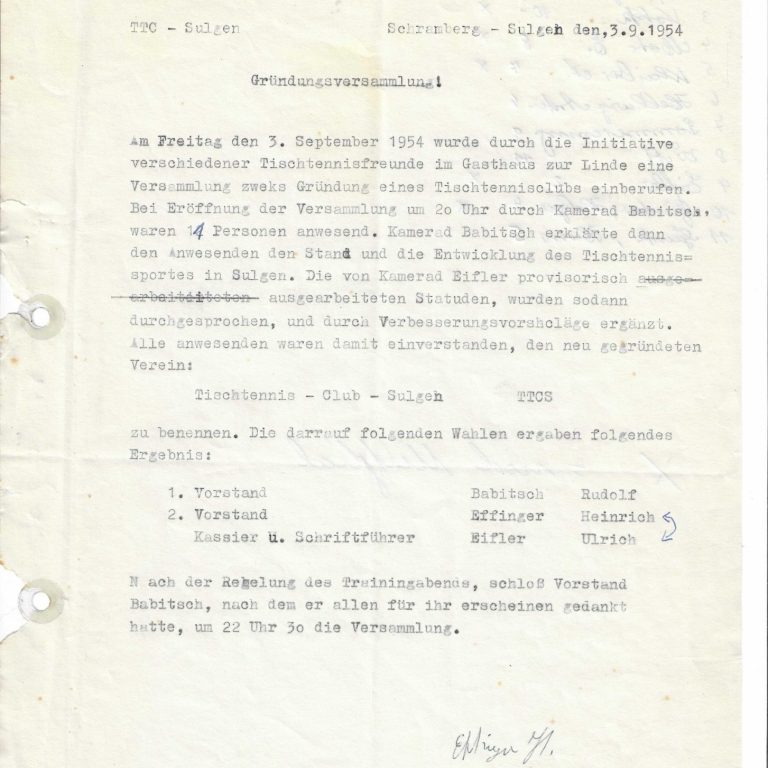 TTC - Sulgen Schramberg - Sulgen den,3.9.1954
Gründungsversammlung!
Am Freitag den 3. September 1954 wurde durch die Initiative
verschiedener Tischtennisfreunde im Gasthaus zur Linde eine
Versammlung zweks Gründung eines Tischtennisclubs einberufen.
Bei Eröffnung der Versammlung um 2o Uhr durch Kamerad Babitsch,
waren 11 Personen anwesend. Kamerad Babitsch erklärte dann
den Anwesenden den Stand und die Entwicklung des Tischtennis=
sportes in Sulgen. Die von Kamerad Eifler provisorisch ausge=
ausgearbeiteten Statuden, wurden sodann
durchgesprochen, und durch Verbesserungsvorshcläge ergänzt.
Alle anwesenden waren damit einverstanden, den neu gegründeten
Verein:
Tischtennis - Club - Sulgen TTCS
zu benennen. Die darrauf folgenden Wahlen ergaben folgendes
Ergebnis:
1. Vorstand Babitsch Rudolf
2. Vorstand Effinger Heinrich
Kassier u. Schriftführer Eifler Ulrich
N ach der Regelung des Trainingabends, schloß Vorstand
Babitsch, nach dem er allen für ihr erscheinen gedankt
hatte, um 22 Uhr 3o die Versammlung.
Effinger H.